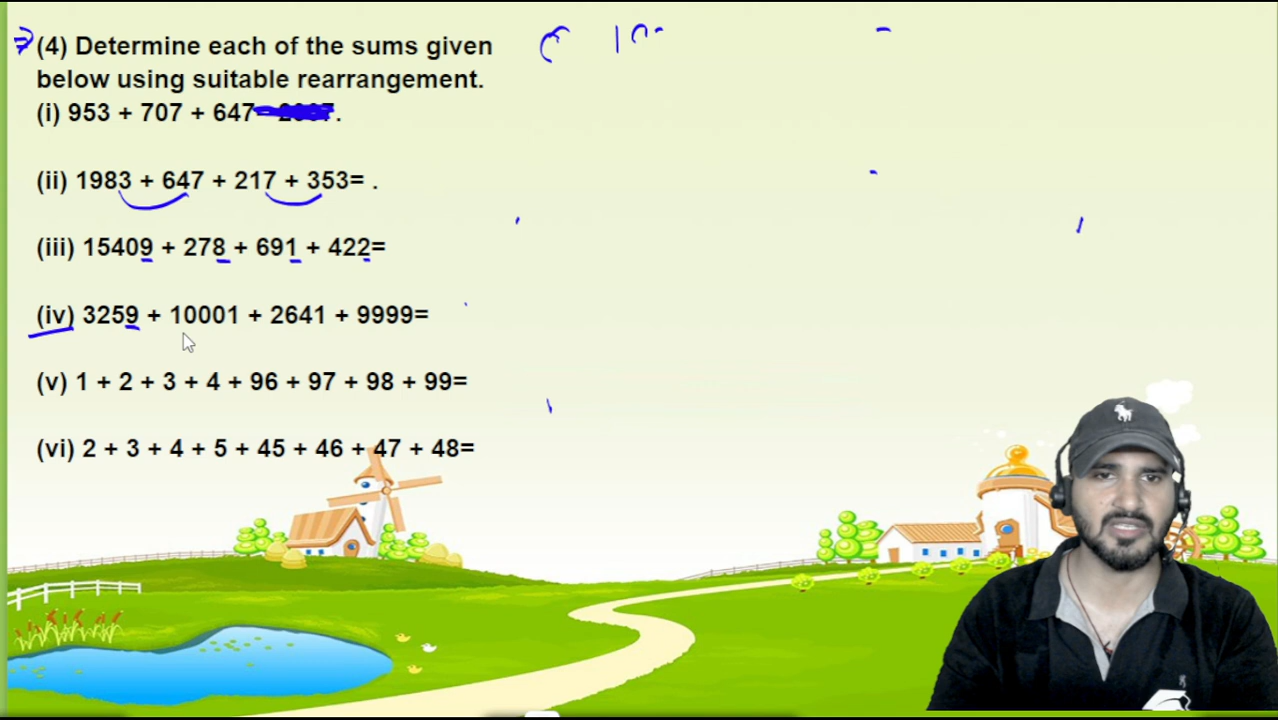 (4) Determine each of the sums given
below using suitable rearrangement.
(i) 953 + 707 + 647 .
(ii) 1983 + 647 + 217 + 353= .
(iii) 15409 + 278 + 691 + 422=
(iv) 3259 + 10001 + 2641 + 9999=
(v) 1 + 2 + 3 + 4 + 96 + 97 + 98 + 99=
(vi) 2 + 3 + 4 + 5 + 45 + 46 + 47 + 48=